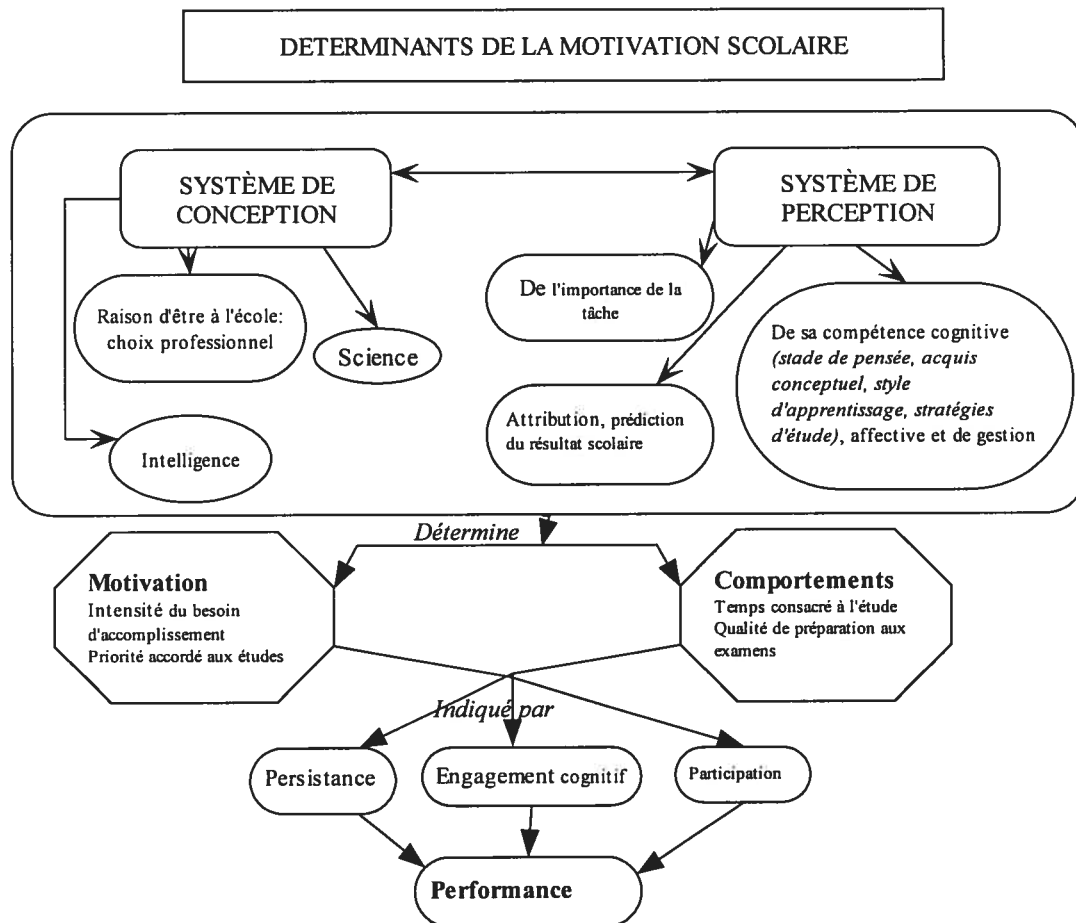 DETERMINANTS DE LA MOTIVATION SCOLAIRE
SYSTÈME DE
CONCEPTION
SYSTÈME DE
PERCEPTION
Raison d'être à l'école:
choix professionnel
Science
Intelligence
De l'importance de la
tâche
Attribution, prédiction
du résultat scolaire
De sa compétence cognitive
(stade de pensée, acquis
conceptuel, style
d'apprentissage, stratégies
d'étude), affective et de gestion
Détermine
Motivation
Intensité du besoin
d'accomplissement
Priorité accordé aux études
Comportements
Temps consacré à l'étude
Qualité de préparation aux
examens
Indiqué par
Persistance
Engagement cognitif
Participation
Performance